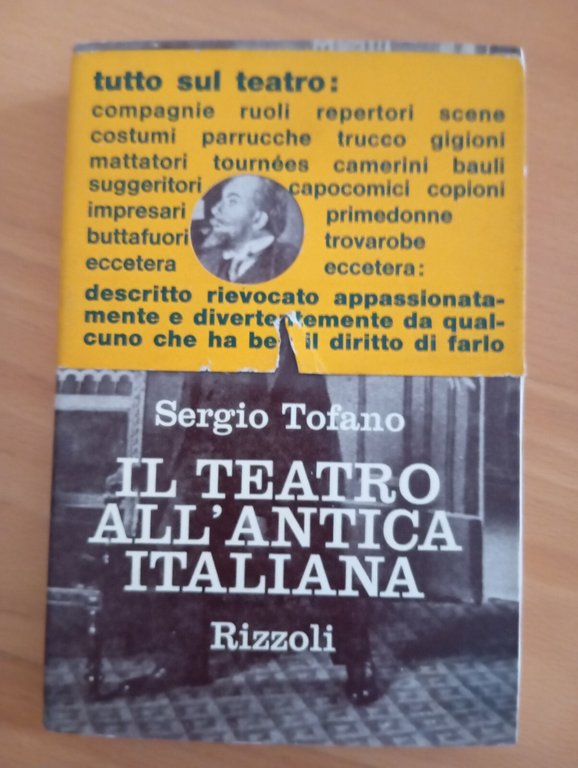 tutto sul teatro:
compagnie ruoli repertori scene
costumi parrucche trucco gigioni
mattatori tournées camerini bauli
suggeritori capocomici copioni
impresari primedonne
buttafuori trovarobe
eccetera eccetera:
descritto rievocato appassionata-
mente e divertentemente da qual-
cuno che ha ben il diritto di farlo
Sergio Tofano
IL TEATRO
ALL'ANTICA
ITALIANA
Rizzoli